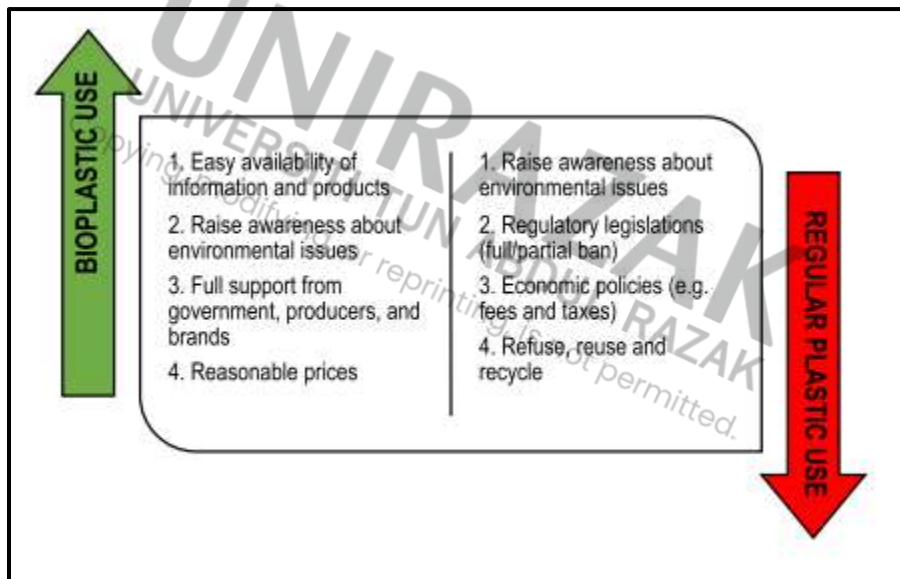 BIOPLASTIC USE
1. Easy availability of
information and products
2. Raise awareness about
environmental issues
3. Full support from
government, producers, and
brands
4. Reasonable prices
1. Raise awareness about
environmental issues
2. Regulatory legislations
(full/partial ban)
3. Economic policies (e.g.
fees and taxes)
4. Refuse, reuse and
recycle
REGULAR PLASTIC USE
UNIRAZAK
UNIVERSITI TUN ABDUL RAZAK
Copying, modifying, or reprinting, is not permitted.